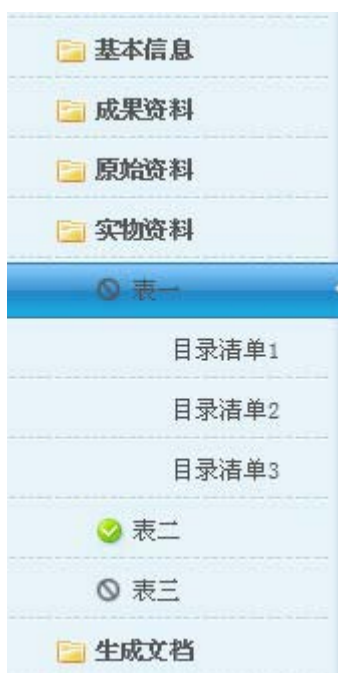 基本信息
成果资料
原始资料
实物资料
表一
目录清单1
目录清单2
目录清单3
表二
表三
生成文档